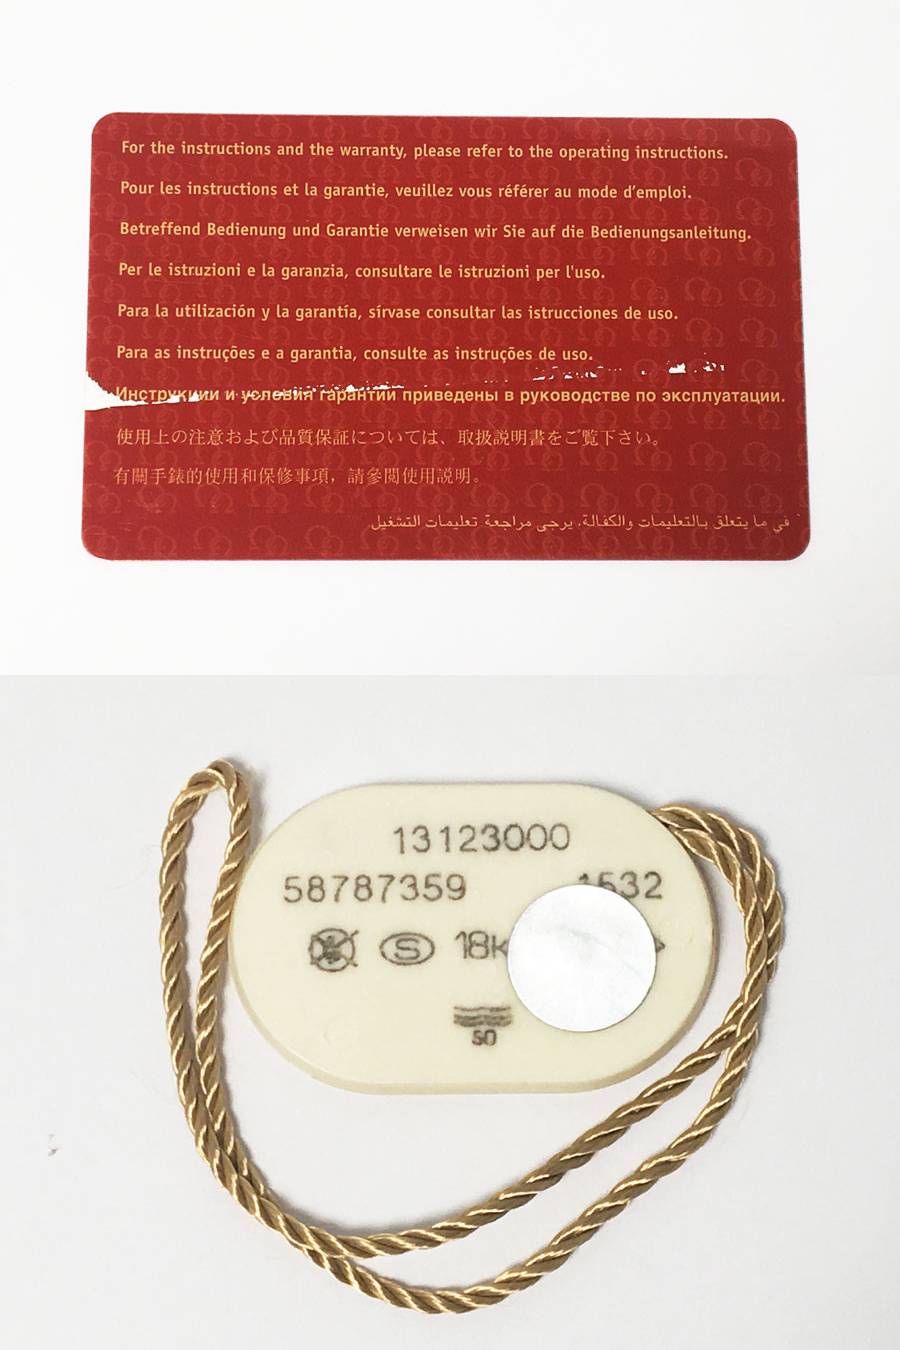 For the instructions and the warranty, please refer to the operating instructions.
Pour les instructions et la garantie, veuillez vous référer au mode d'emploi.
Betreffend Bedienung und Garantie verweisen wir Sie auf die Bedienungsanleitung.
Per le istruzioni e la garanzia, consultare le istruzioni per l'uso.
Para la utilización y la garantía, sírvase consultar las istrucciones de uso.
Para as instruções e a garantia, consulte as instruções de uso.
Инструкции и условия гарантии приведены в руководстве по эксплуатации.
使用上の注意および品質保証については、取扱説明書をご覧下さい。
有關手錶的使用和保修事項，請參閱使用説明。
في ما يتعلق بالتعليمات والكفالة، يرجى مراجعة تعليمات التشغيل
13123000
58787359 1532
S 18K
50